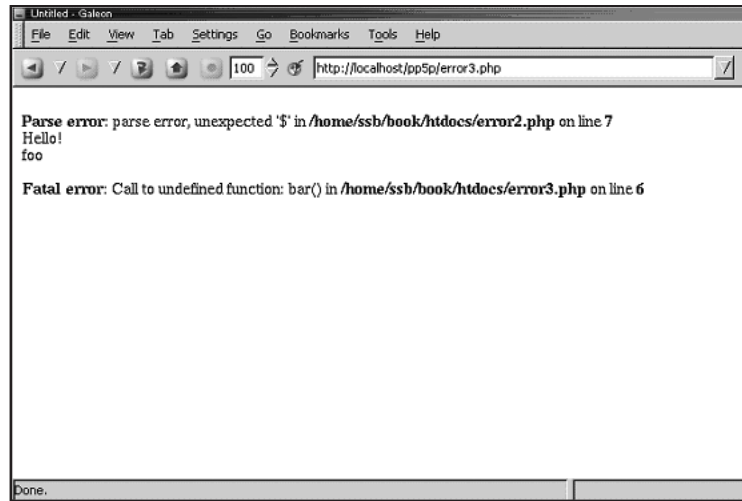 Untitled - Galeon
File Edit View Tab Settings Go Bookmarks Tools Help
100 http://localhost/pp5p/error3.php
Parse error: parse error, unexpected '$' in /home/ssb/book/htdocs/error2.php on line 7
Hello!
foo
Fatal error: Call to undefined function: bar() in /home/ssb/book/htdocs/error3.php on line 6
Done.